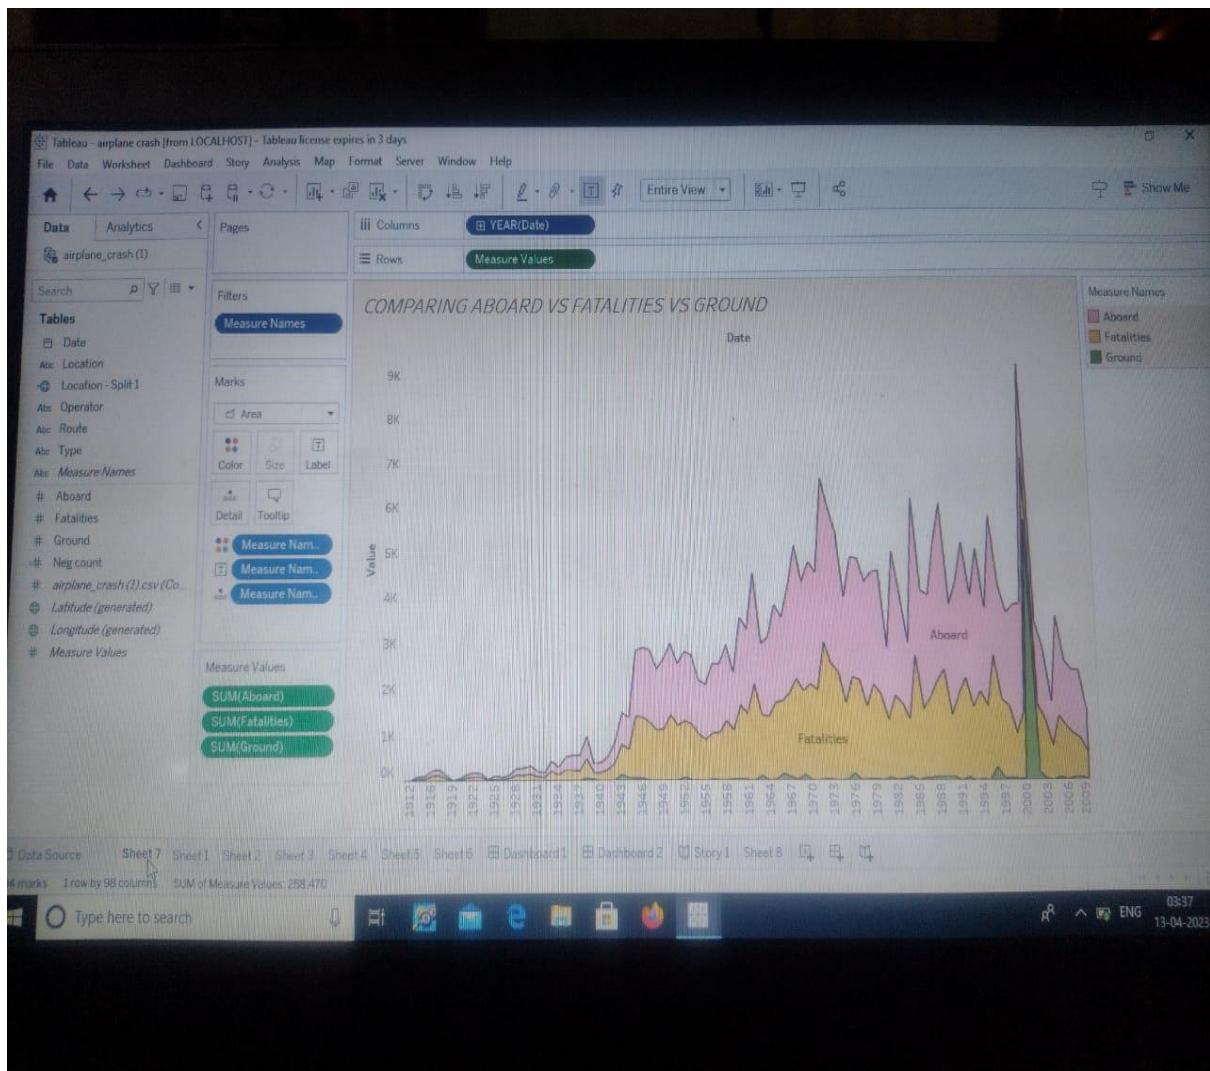 Tableau - airplane crash [from LOCALHOST] - Tableau license expires in 3 days
File Data Worksheet Dashboard Story Analysis Map Format Server Window Help
Entire View
Show Me
Data Analytics
airplane_crash (1)
Search
Tables
Date
Abc Location
Location - Split 1
Abc Operator
Abc Route
Abc Type
Abc Measure Names
# Aboard
# Fatalities
# Ground
# Neg count
# airplane_crash (1).csv (Co...
Latitude (generated)
Longitude (generated)
# Measure Values
Pages
Filters
Measure Names
Marks
Area
Color Size Label
Detail Tooltip
Measure Nam..
Measure Nam..
Measure Nam..
Measure Values
SUM(Aboard)
SUM(Fatalities)
SUM(Ground)
iii Columns YEAR(Date)
Rows Measure Values
COMPARING ABOARD VS FATALITIES VS GROUND
Date
Value
9K
8K
7K
6K
5K
4K
3K
2K
1K
0K
Aboard
Fatalities
1912 1916 1919 1922 1925 1928 1931 1934 1937 1940 1943 1946 1949 1952 1955 1958 1961 1964 1967 1970 1973 1976 1979 1982 1985 1988 1991 1994 1997 2000 2003 2006 2009
Measure Names
Aboard
Fatalities
Ground
Data Source Sheet 7 Sheet 1 Sheet 2 Sheet 3 Sheet 4 Sheet 5 Sheet 6 Dashboard 1 Dashboard 2 Story 1 Sheet 8
marks 1 row by 98 columns SUM of Measure Values: 258,470
Type here to search
ENG
03:37
13-04-2023